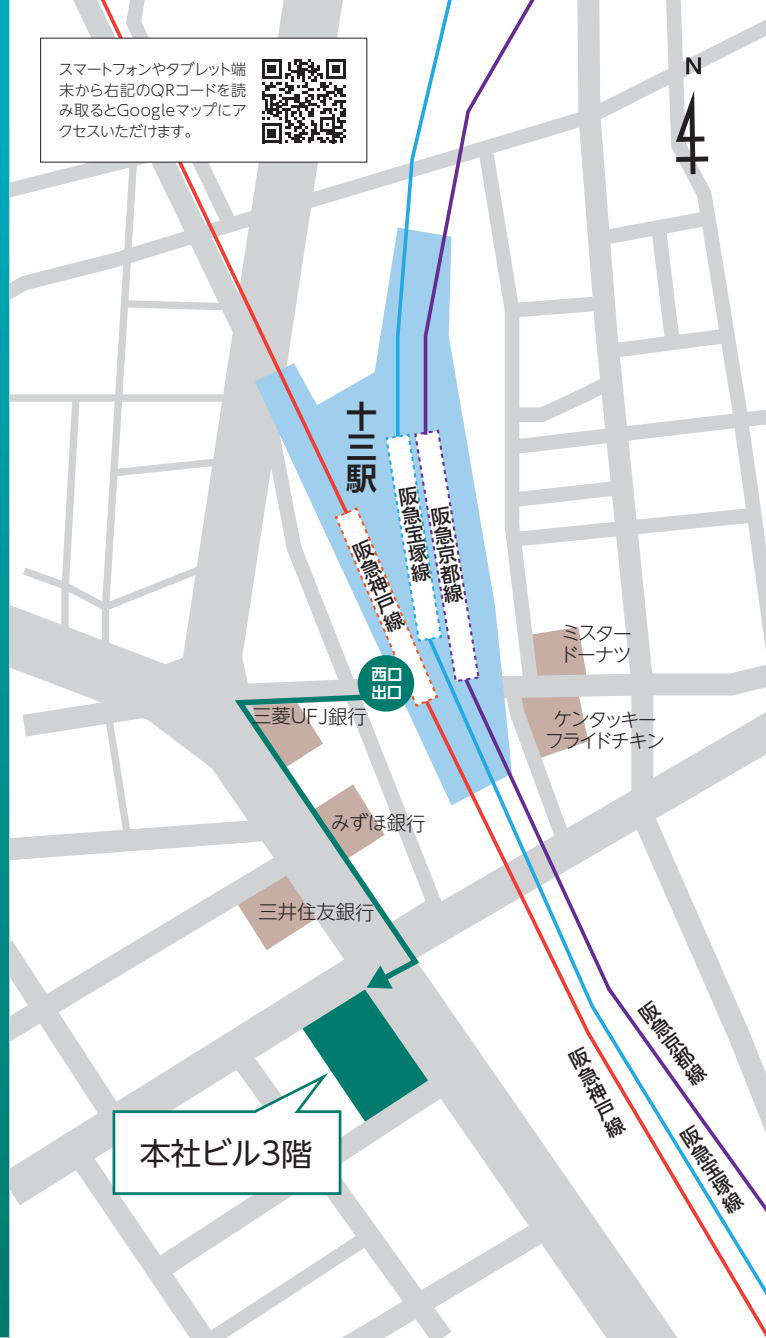 スマートフォンやタブレット端
末から右記のQRコードを読
み取るとGoogleマップにア
クセスいただけます。
N
十三駅
阪急宝塚線
阪急京都線
阪急神戸線
ミスター
ドーナツ
西口
出口
三菱UFJ銀行
ケンタッキー
フライドチキン
みずほ銀行
三井住友銀行
阪急京都線
阪急神戸線
阪急宝塚線
本社ビル3階